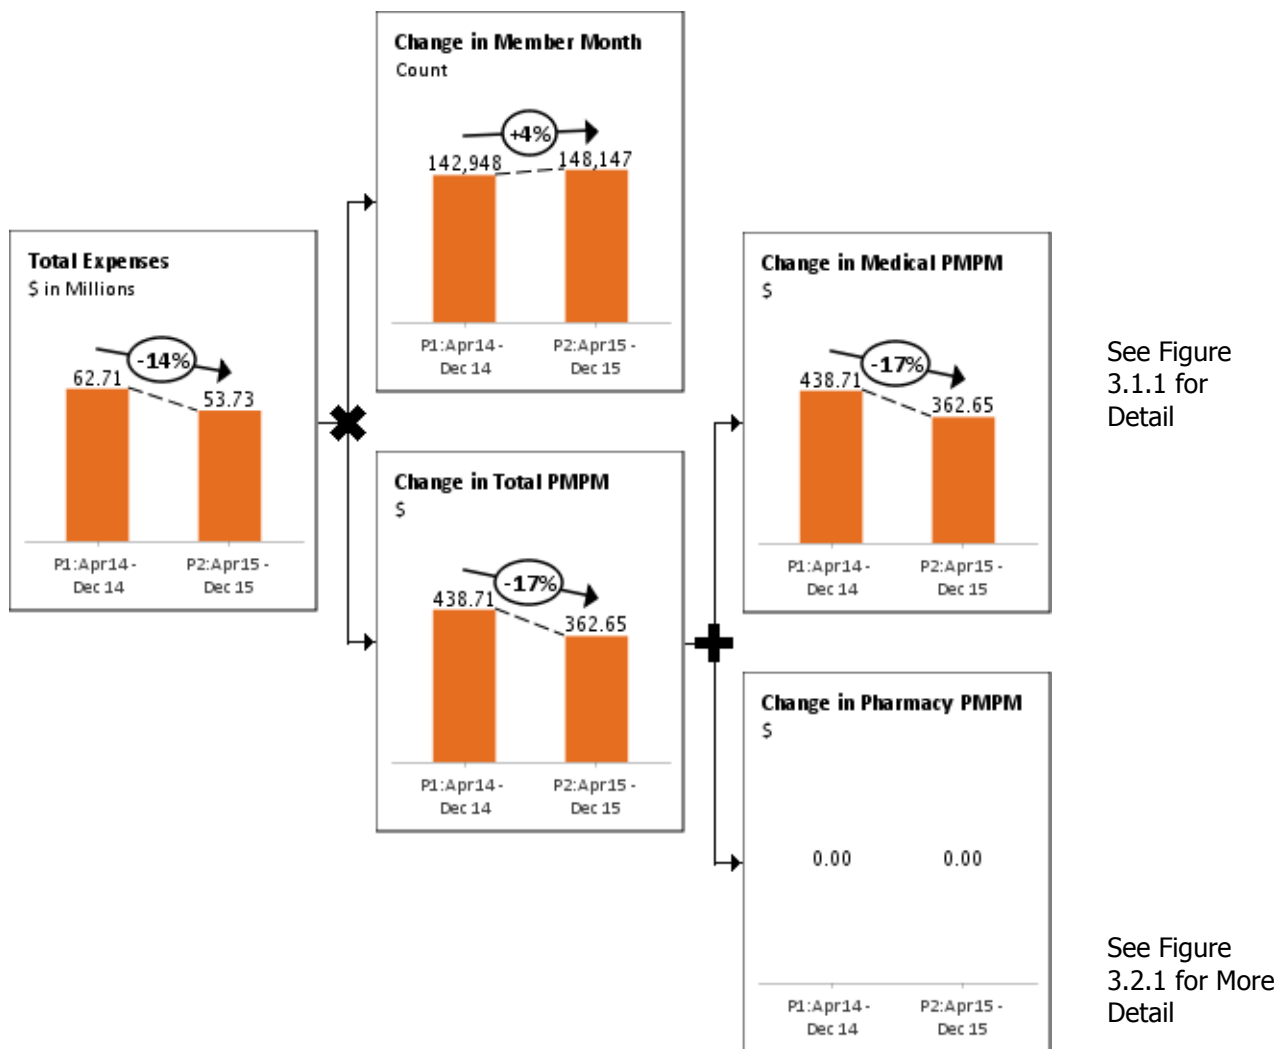 Change in Member Month
Count
+4%
142,948
148,147
P1:Apr14 -
Dec 14
P2:Apr15 -
Dec 15
Total Expenses
$ in Millions
-14%
62.71
53.73
P1:Apr14 -
Dec 14
P2:Apr15 -
Dec 15
Change in Total PMPM
$
-17%
438.71
362.65
P1:Apr14 -
Dec 14
P2:Apr15 -
Dec 15
Change in Medical PMPM
$
-17%
438.71
362.65
P1:Apr14 -
Dec 14
P2:Apr15 -
Dec 15
See Figure
3.1.1 for
Detail
Change in Pharmacy PMPM
$
0.00
0.00
P1:Apr14 -
Dec 14
P2:Apr15 -
Dec 15
See Figure
3.2.1 for More
Detail